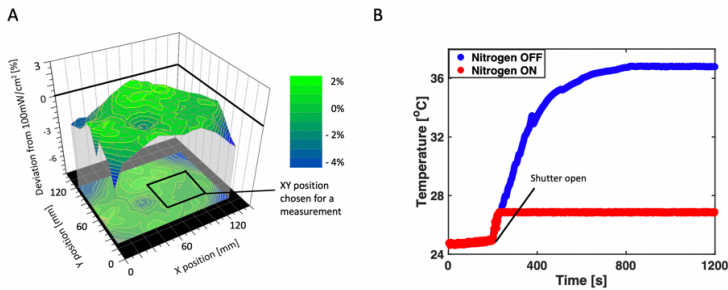 A
3
0
-3
-6
Deviation from 100mW/cm² [%]
120
60
0
Y position [mm]
0
60
120
X position [mm]
2%
0%
- 2%
- 4%
XY position
chosen for a
measurement
B
Nitrogen OFF
Nitrogen ON
36
32
28
24
Temperature [°C]
Shutter open
0
400
800
1200
Time [s]